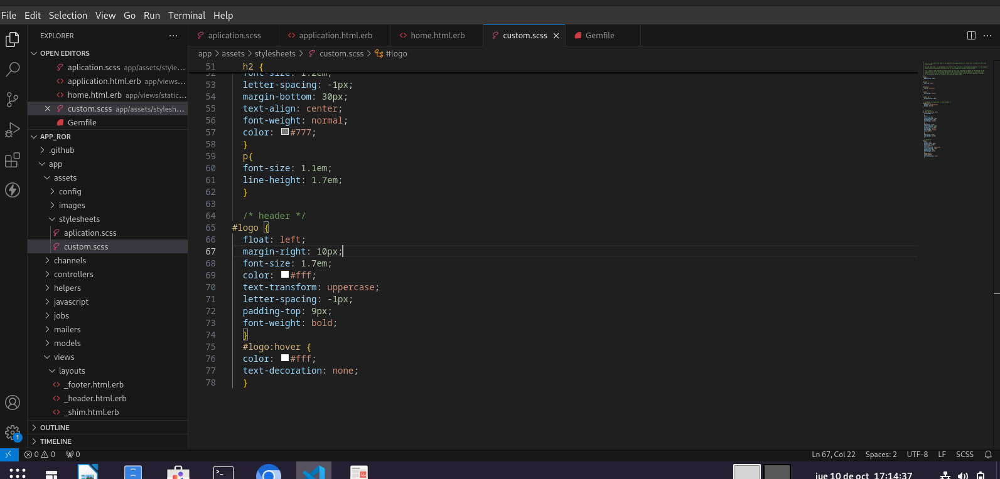 File Edit Selection View Go Run Terminal Help
EXPLORER
OPEN EDITORS
aplication.scss app/assets/style...
application.html.erb app/views...
home.html.erb app/views/static...
custom.scss app/assets/stylesh...
Gemfile
APP_ROR
.github
app
assets
config
images
stylesheets
aplication.scss
custom.scss
channels
controllers
helpers
javascript
jobs
mailers
models
views
layouts
_footer.html.erb
_header.html.erb
_shim.html.erb
OUTLINE
TIMELINE
aplication.scss application.html.erb home.html.erb custom.scss Gemfile
app > assets > stylesheets > custom.scss > #logo
51 h2 {
52 font-size: 1.2em;
53 letter-spacing: -1px;
54 margin-bottom: 30px;
55 text-align: center;
56 font-weight: normal;
57 color: #777;
58 }
59 p{
60 font-size: 1.1em;
61 line-height: 1.7em;
62 }
63
64 /* header */
65 #logo {
66 float: left;
67 margin-right: 10px;
68 font-size: 1.7em;
69 color: #fff;
70 text-transform: uppercase;
71 letter-spacing: -1px;
72 padding-top: 9px;
73 font-weight: bold;
74 }
75 #logo:hover {
76 color: #fff;
77 text-decoration: none;
78 }
1
0 0 0
Ln 67, Col 22 Spaces: 2 UTF-8 LF SCSS
jue 10 de oct 17:14:37